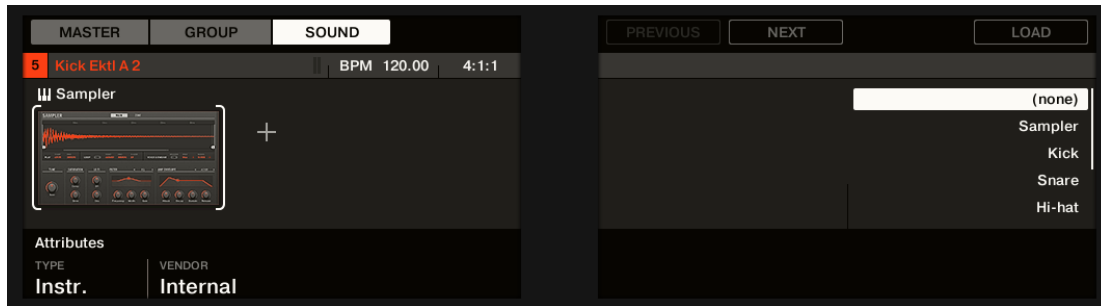 MASTER GROUP SOUND
5 Kick Ektl A 2 BPM 120.00 4:1:1
Sampler
+
Attributes
TYPE VENDOR
Instr. Internal
PREVIOUS NEXT LOAD
(none)
Sampler
Kick
Snare
Hi-hat